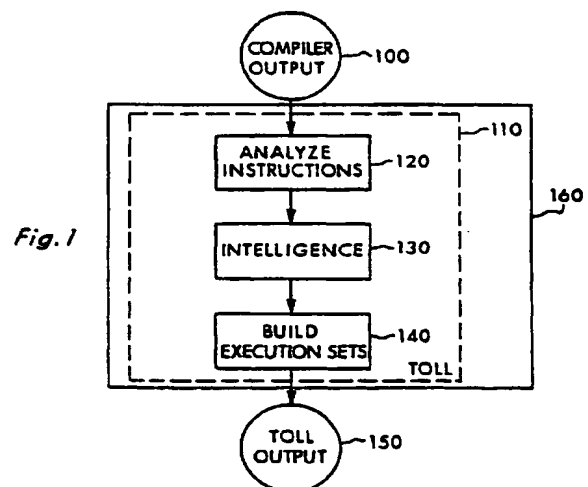 COMPILER
OUTPUT
100
110
ANALYZE
INSTRUCTIONS
120
160
Fig. 1
INTELLIGENCE
130
BUILD
EXECUTION SETS
140
TOLL
TOLL
OUTPUT
150